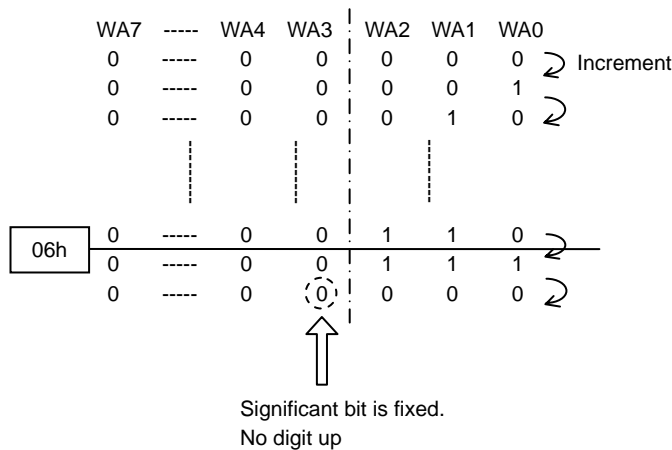 WA7 ----- WA4 WA3 WA2 WA1 WA0
0 ----- 0 0 0 0 0 Increment
0 ----- 0 0 0 0 1
0 ----- 0 0 0 1 0
0 ----- 0 0 1 1 0
06h
0 ----- 0 0 1 1 1
0 ----- 0 0 0 0 0
Significant bit is fixed.
No digit up